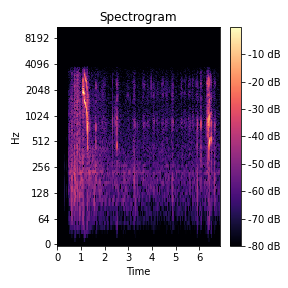 Spectrogram
8192
4096
2048
1024
512
256
128
64
0
Hz
0 1 2 3 4 5 6
Time
-10 dB
-20 dB
-30 dB
-40 dB
-50 dB
-60 dB
-70 dB
-80 dB